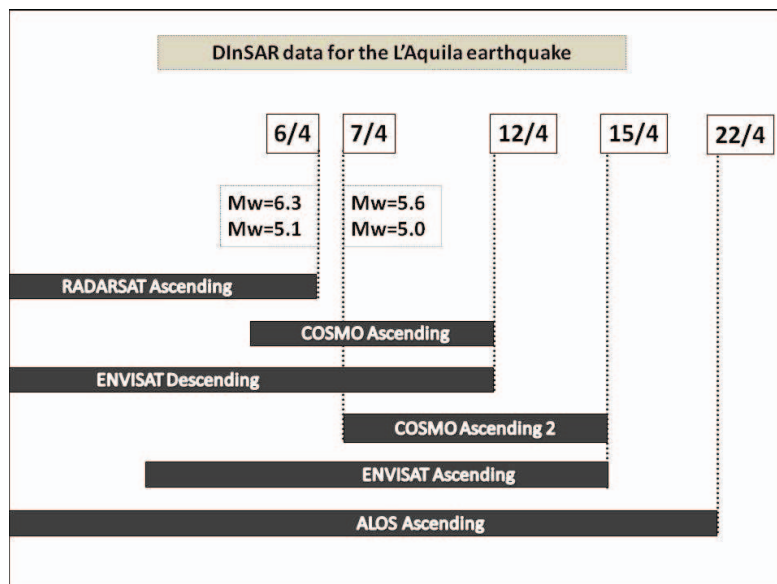 DInSAR data for the L'Aquila earthquake
6/4 7/4 12/4 15/4 22/4
Mw=6.3 Mw=5.6
Mw=5.1 Mw=5.0
RADARSAT Ascending
COSMO Ascending
ENVISAT Descending
COSMO Ascending 2
ENVISAT Ascending
ALOS Ascending